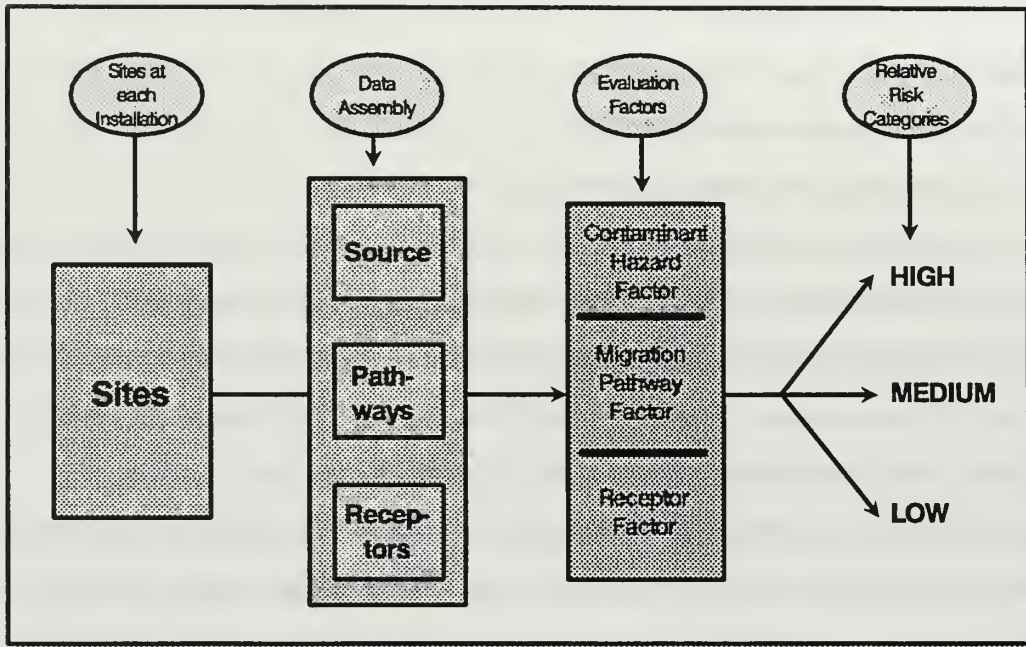 Sites at
each
Installation
Data
Assembly
Evaluation
Factors
Relative
Risk
Categories
Sites
Source
Path-
ways
Recep-
tors
Contaminant
Hazard
Factor
Migration
Pathway
Factor
Receptor
Factor
HIGH
MEDIUM
LOW